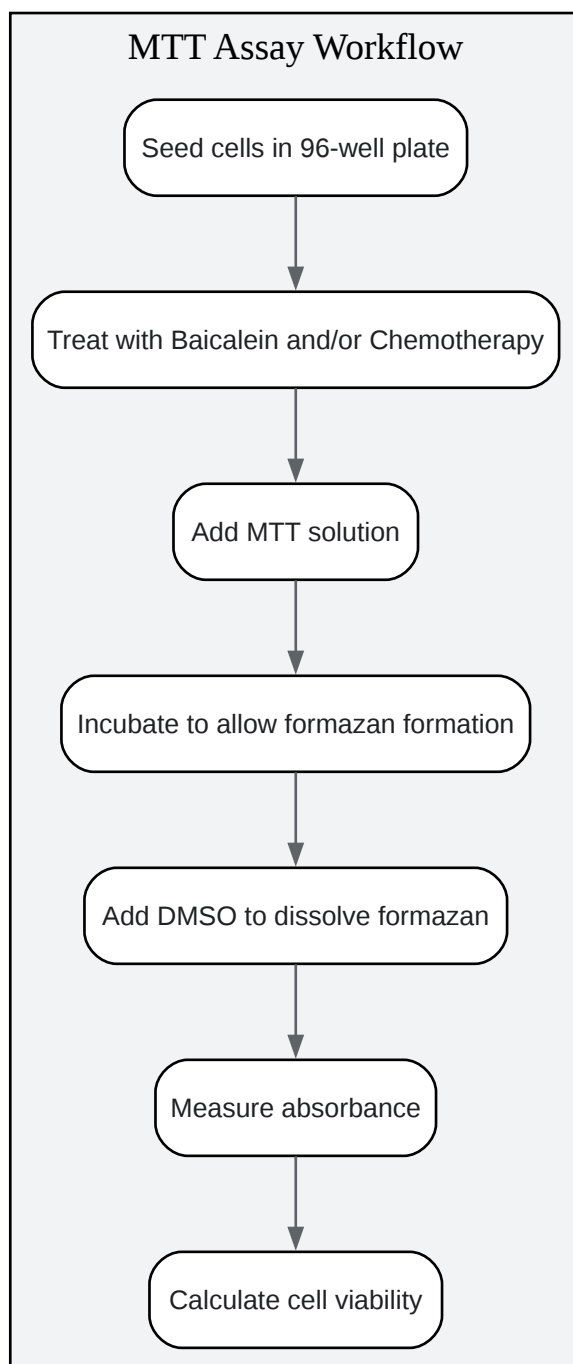 MTT Assay Workflow
Seed cells in 96-well plate
Treat with Baicalein and/or Chemotherapy
Add MTT solution
Incubate to allow formazan formation
Add DMSO to dissolve formazan
Measure absorbance
Calculate cell viability